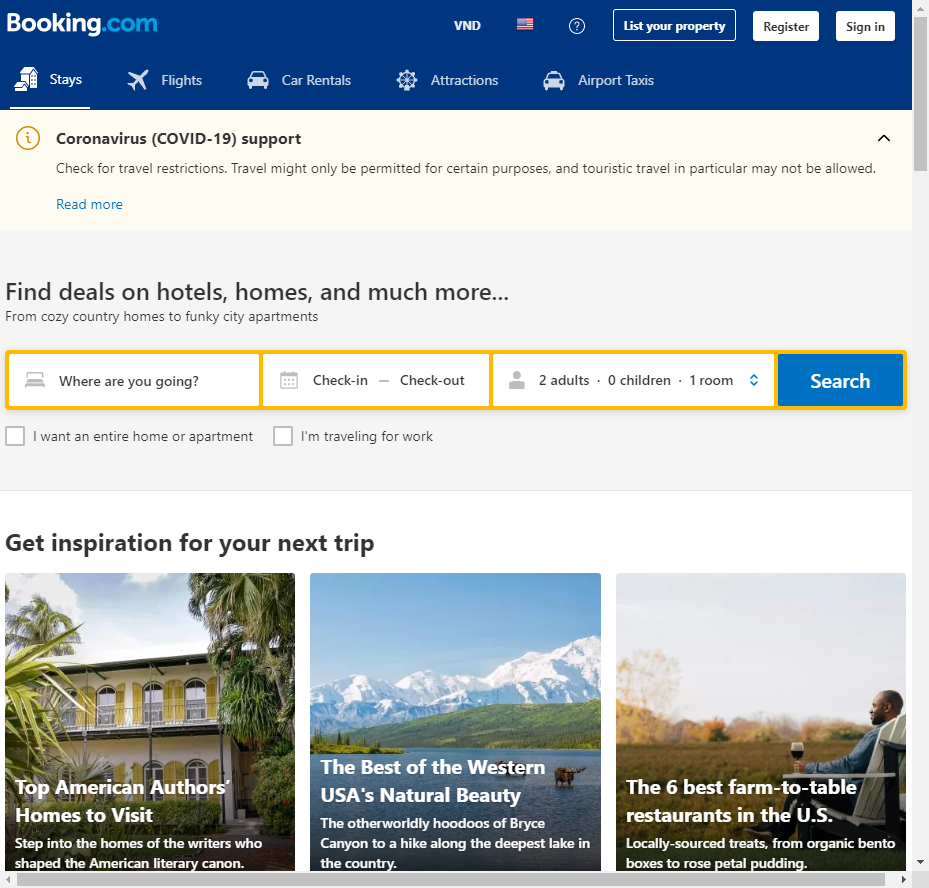 Booking.com
VND
List your property
Register
Sign in
Stays
Flights
Car Rentals
Attractions
Airport Taxis
Coronavirus (COVID-19) support
Check for travel restrictions. Travel might only be permitted for certain purposes, and touristic travel in particular may not be allowed.
Read more
Find deals on hotels, homes, and much more...
From cozy country homes to funky city apartments
Where are you going?
Check-in — Check-out
2 adults · 0 children · 1 room
Search
I want an entire home or apartment
I'm traveling for work
Get inspiration for your next trip
Top American Authors’
Homes to Visit
Step into the homes of the writers who
shaped the American literary canon.
The Best of the Western
USA's Natural Beauty
The otherworldly hoodoos of Bryce
Canyon to a hike along the deepest lake in
the country.
The 6 best farm-to-table
restaurants in the U.S.
Locally-sourced treats, from organic bento
boxes to rose petal pudding.